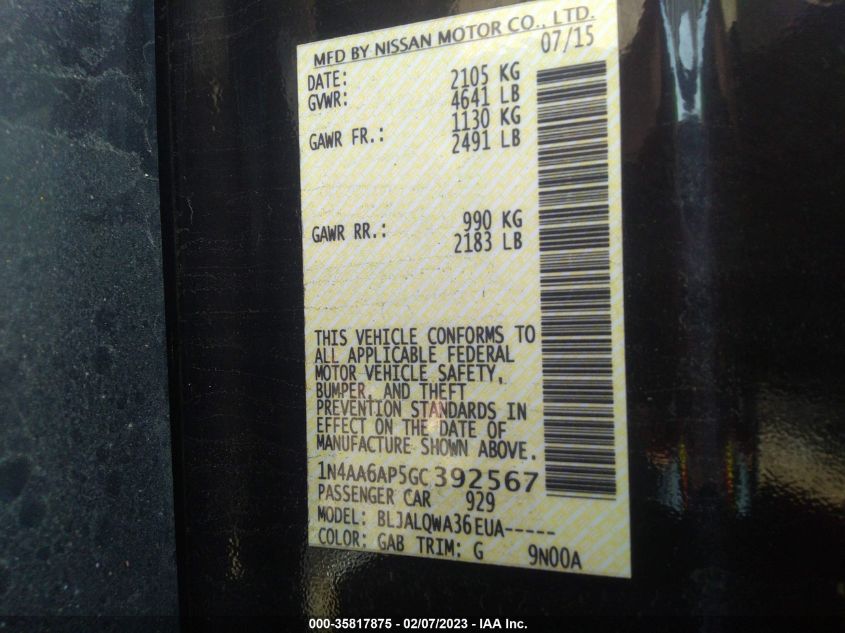 MFD BY NISSAN MOTOR CO., LTD.
DATE: 07/15
GVWR: 2105 KG
4641 LB
GAWR FR.: 1130 KG
2491 LB
GAWR RR.: 990 KG
2183 LB
THIS VEHICLE CONFORMS TO
ALL APPLICABLE FEDERAL
MOTOR VEHICLE SAFETY,
BUMPER, AND THEFT
PREVENTION STANDARDS IN
EFFECT ON THE DATE OF
MANUFACTURE SHOWN ABOVE.
1N4AA6AP5GC392567
PASSENGER CAR 929
MODEL: BLJALQWA36EUA-----
COLOR: GAB TRIM: G 9N00A
000-35817875 - 02/07/2023 - IAA Inc.